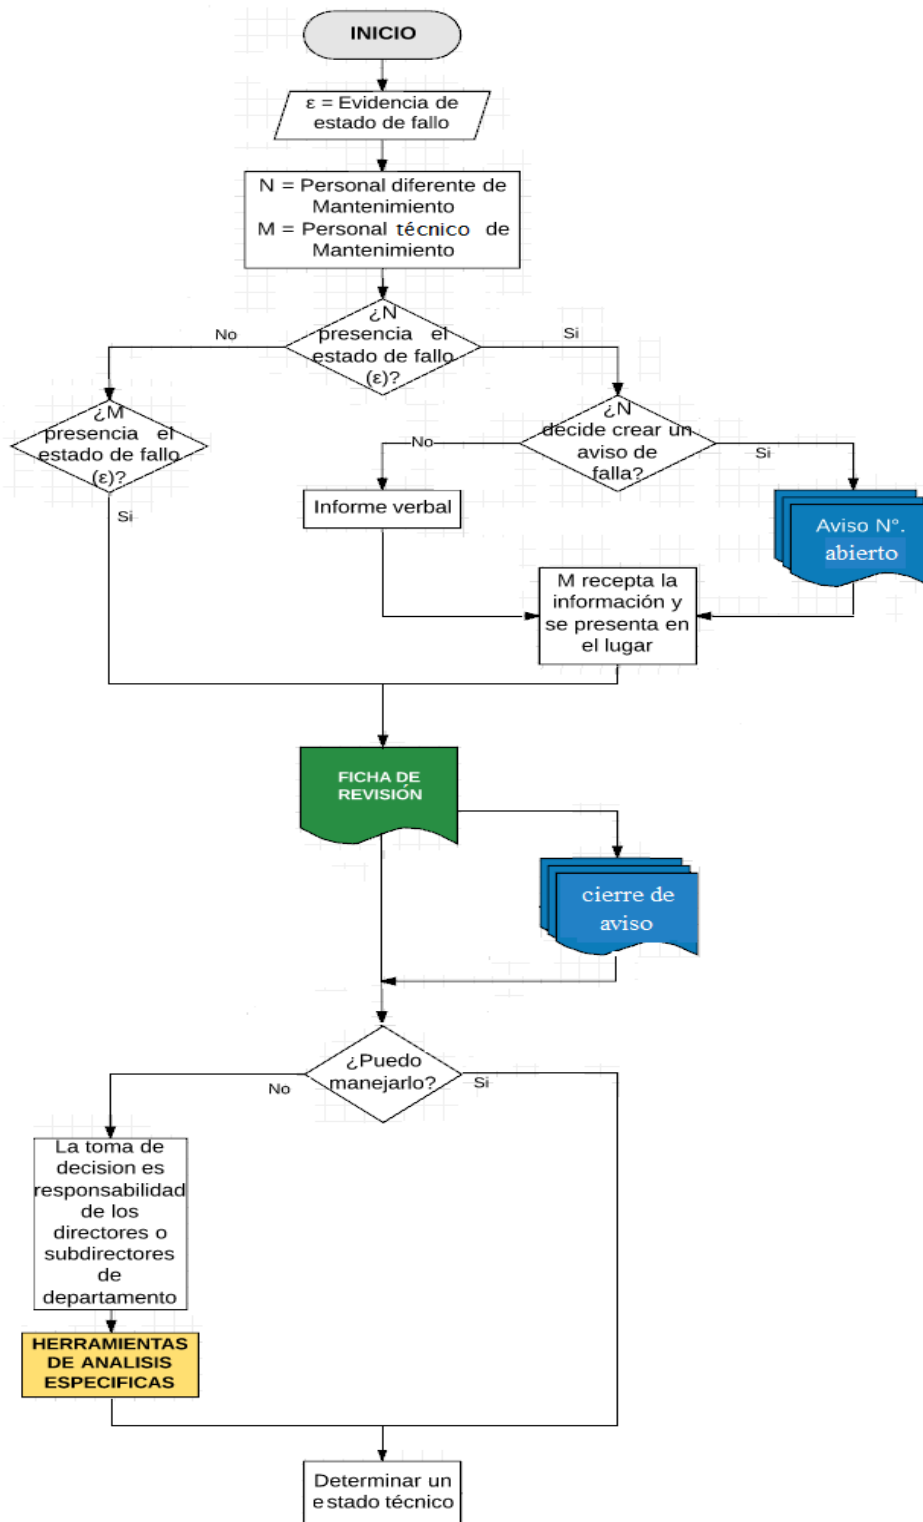 INICIO
ε = Evidencia de
estado de fallo
N = Personal diferente de
Mantenimiento
M = Personal técnico de
Mantenimiento
¿N
presencia el
estado de fallo
(ε)?
No
Si
¿M
presencia el
estado de fallo
(ε)?
Si
¿N
decide crear un
aviso de
falla?
No
Si
Informe verbal
Aviso N°.
abierto
M recepta la
información y
se presenta en
el lugar
FICHA DE
REVISIÓN
cierre de
aviso
¿Puedo
manejarlo?
No
Si
La toma de
decision es
responsabilidad
de los
directores o
subdirectores
de
departamento
HERRAMIENTAS
DE ANALISIS
ESPECIFICAS
Determinar un
estado técnico